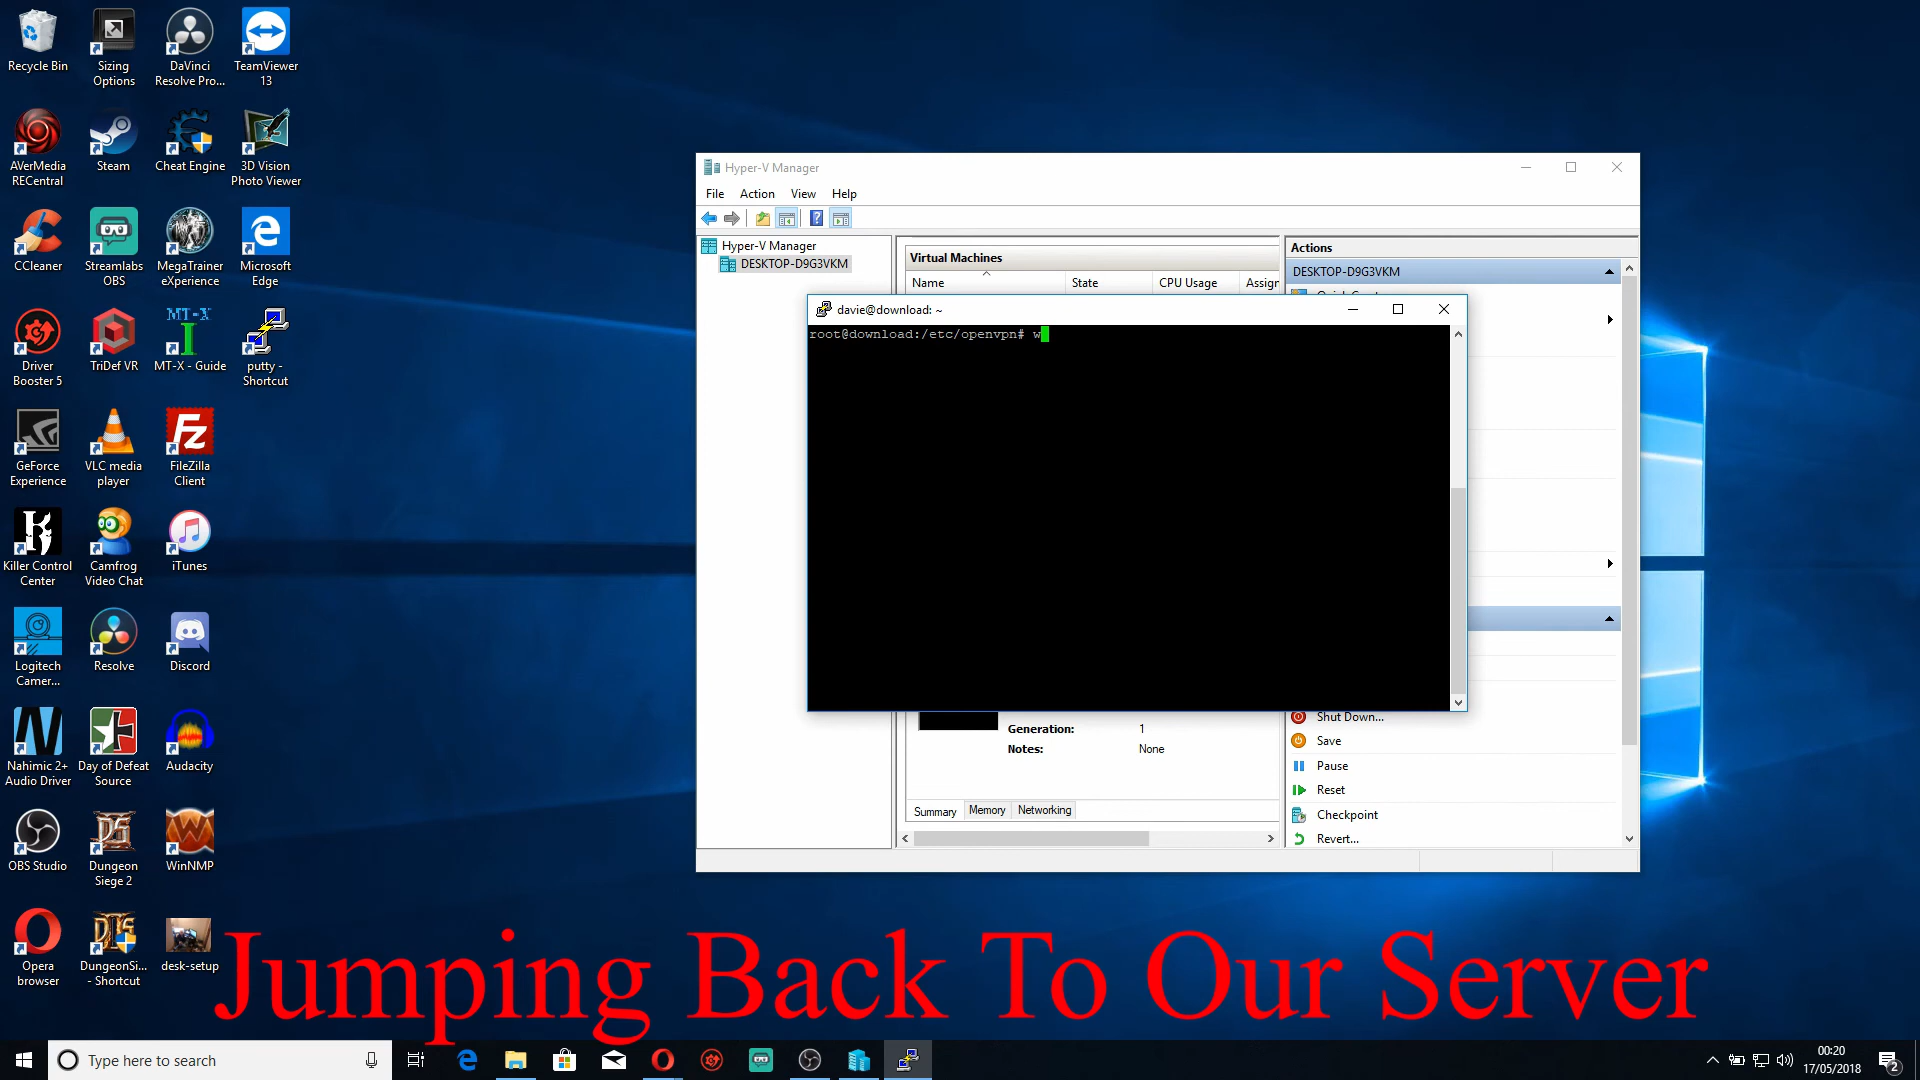 Recycle Bin
Sizing Options
DaVinci Resolve Pro...
TeamViewer 13
AVerMedia RECentral
Steam
Cheat Engine
3D Vision Photo Viewer
CCleaner
Streamlabs OBS
MegaTrainer eXperience
Microsoft Edge
Driver Booster 5
TriDef VR
MT-X
MT-X - Guide
putty - Shortcut
GeForce Experience
VLC media player
FileZilla Client
Killer Control Center
Camfrog Video Chat
iTunes
Logitech Camer...
Resolve
Discord
Nahimic 2+ Audio Driver
Day of Defeat Source
Audacity
OBS Studio
Dungeon Siege 2
WinNMP
Opera browser
DungeonSi... - Shortcut
desk-setup
Hyper-V Manager
File Action View Help
Hyper-V Manager
DESKTOP-D9G3VKM
Virtual Machines
Name State CPU Usage Assign
Actions
DESKTOP-D9G3VKM
davie@download: ~
root@download:/etc/openvpn# w
Generation: 1
Notes: None
Summary Memory Networking
Shut Down...
Save
Pause
Reset
Checkpoint
Revert...
Jumping Back To Our Server
Type here to search
00:20
17/05/2018
2